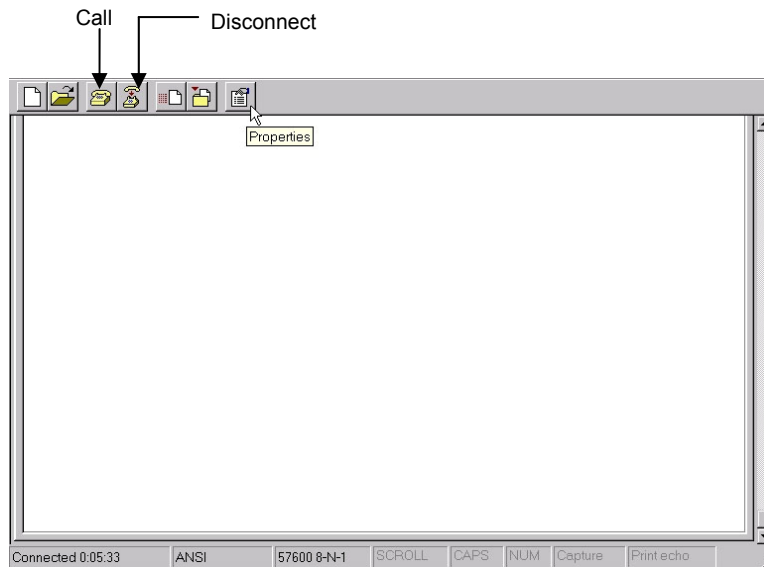 Call
Disconnect
Properties
Connected 0:05:33 ANSI 57600 8-N-1 SCROLL CAPS NUM Capture Print echo